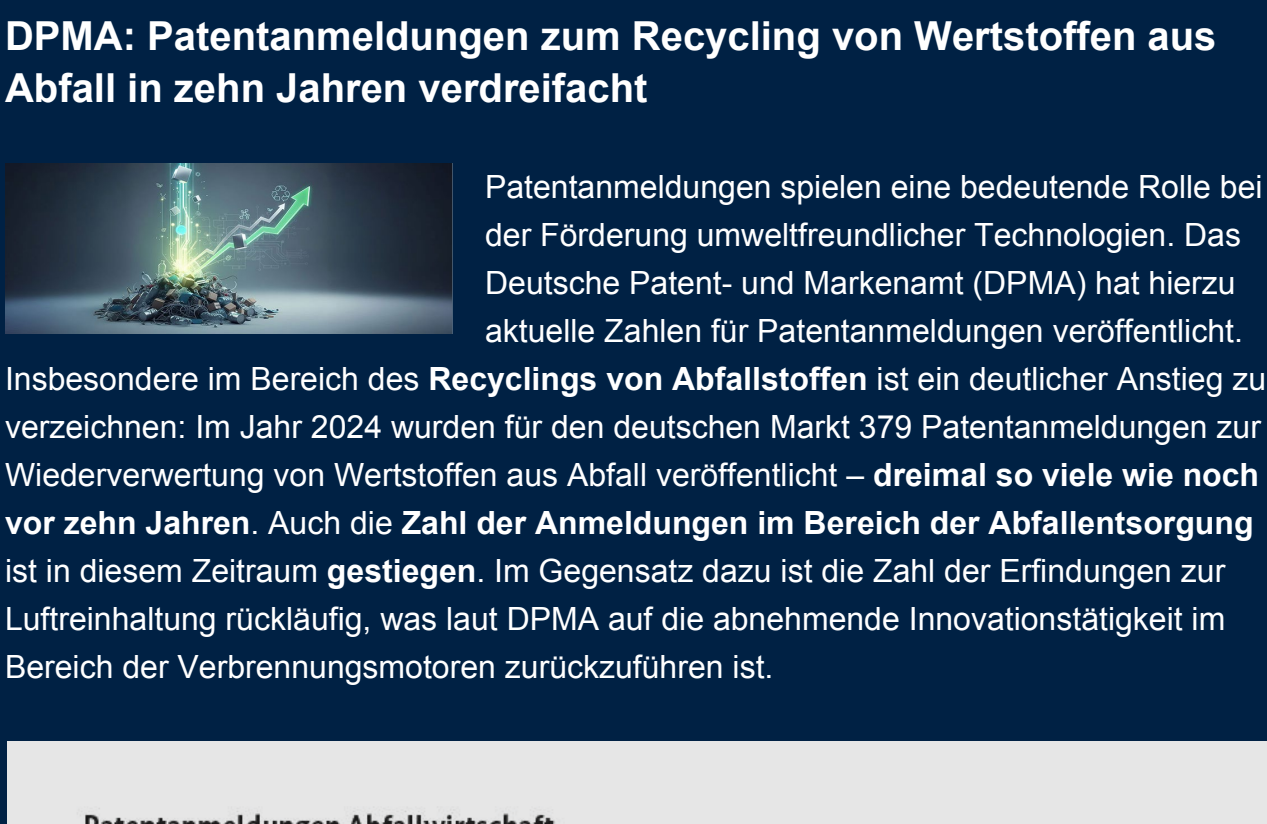 DPMA: Patentanmeldungen zum Recycling von Wertstoffen aus
Abfall in zehn Jahren verdreifacht
Patentanmeldungen spielen eine bedeutende Rolle bei
der Förderung umweltfreundlicher Technologien. Das
Deutsche Patent- und Markenamt (DPMA) hat hierzu
aktuelle Zahlen für Patentanmeldungen veröffentlicht.
Insbesondere im Bereich des Recyclings von Abfallstoffen ist ein deutlicher Anstieg zu
verzeichnen: Im Jahr 2024 wurden für den deutschen Markt 379 Patentanmeldungen zur
Wiederverwertung von Wertstoffen aus Abfall veröffentlicht – dreimal so viele wie noch
vor zehn Jahren. Auch die Zahl der Anmeldungen im Bereich der Abfallentsorgung
ist in diesem Zeitraum gestiegen. Im Gegensatz dazu ist die Zahl der Erfindungen zur
Luftreinhaltung rückläufig, was laut DPMA auf die abnehmende Innovationstätigkeit im
Bereich der Verbrennungsmotoren zurückzuführen ist.
Patentanmeldungen Abfallwirtschaft